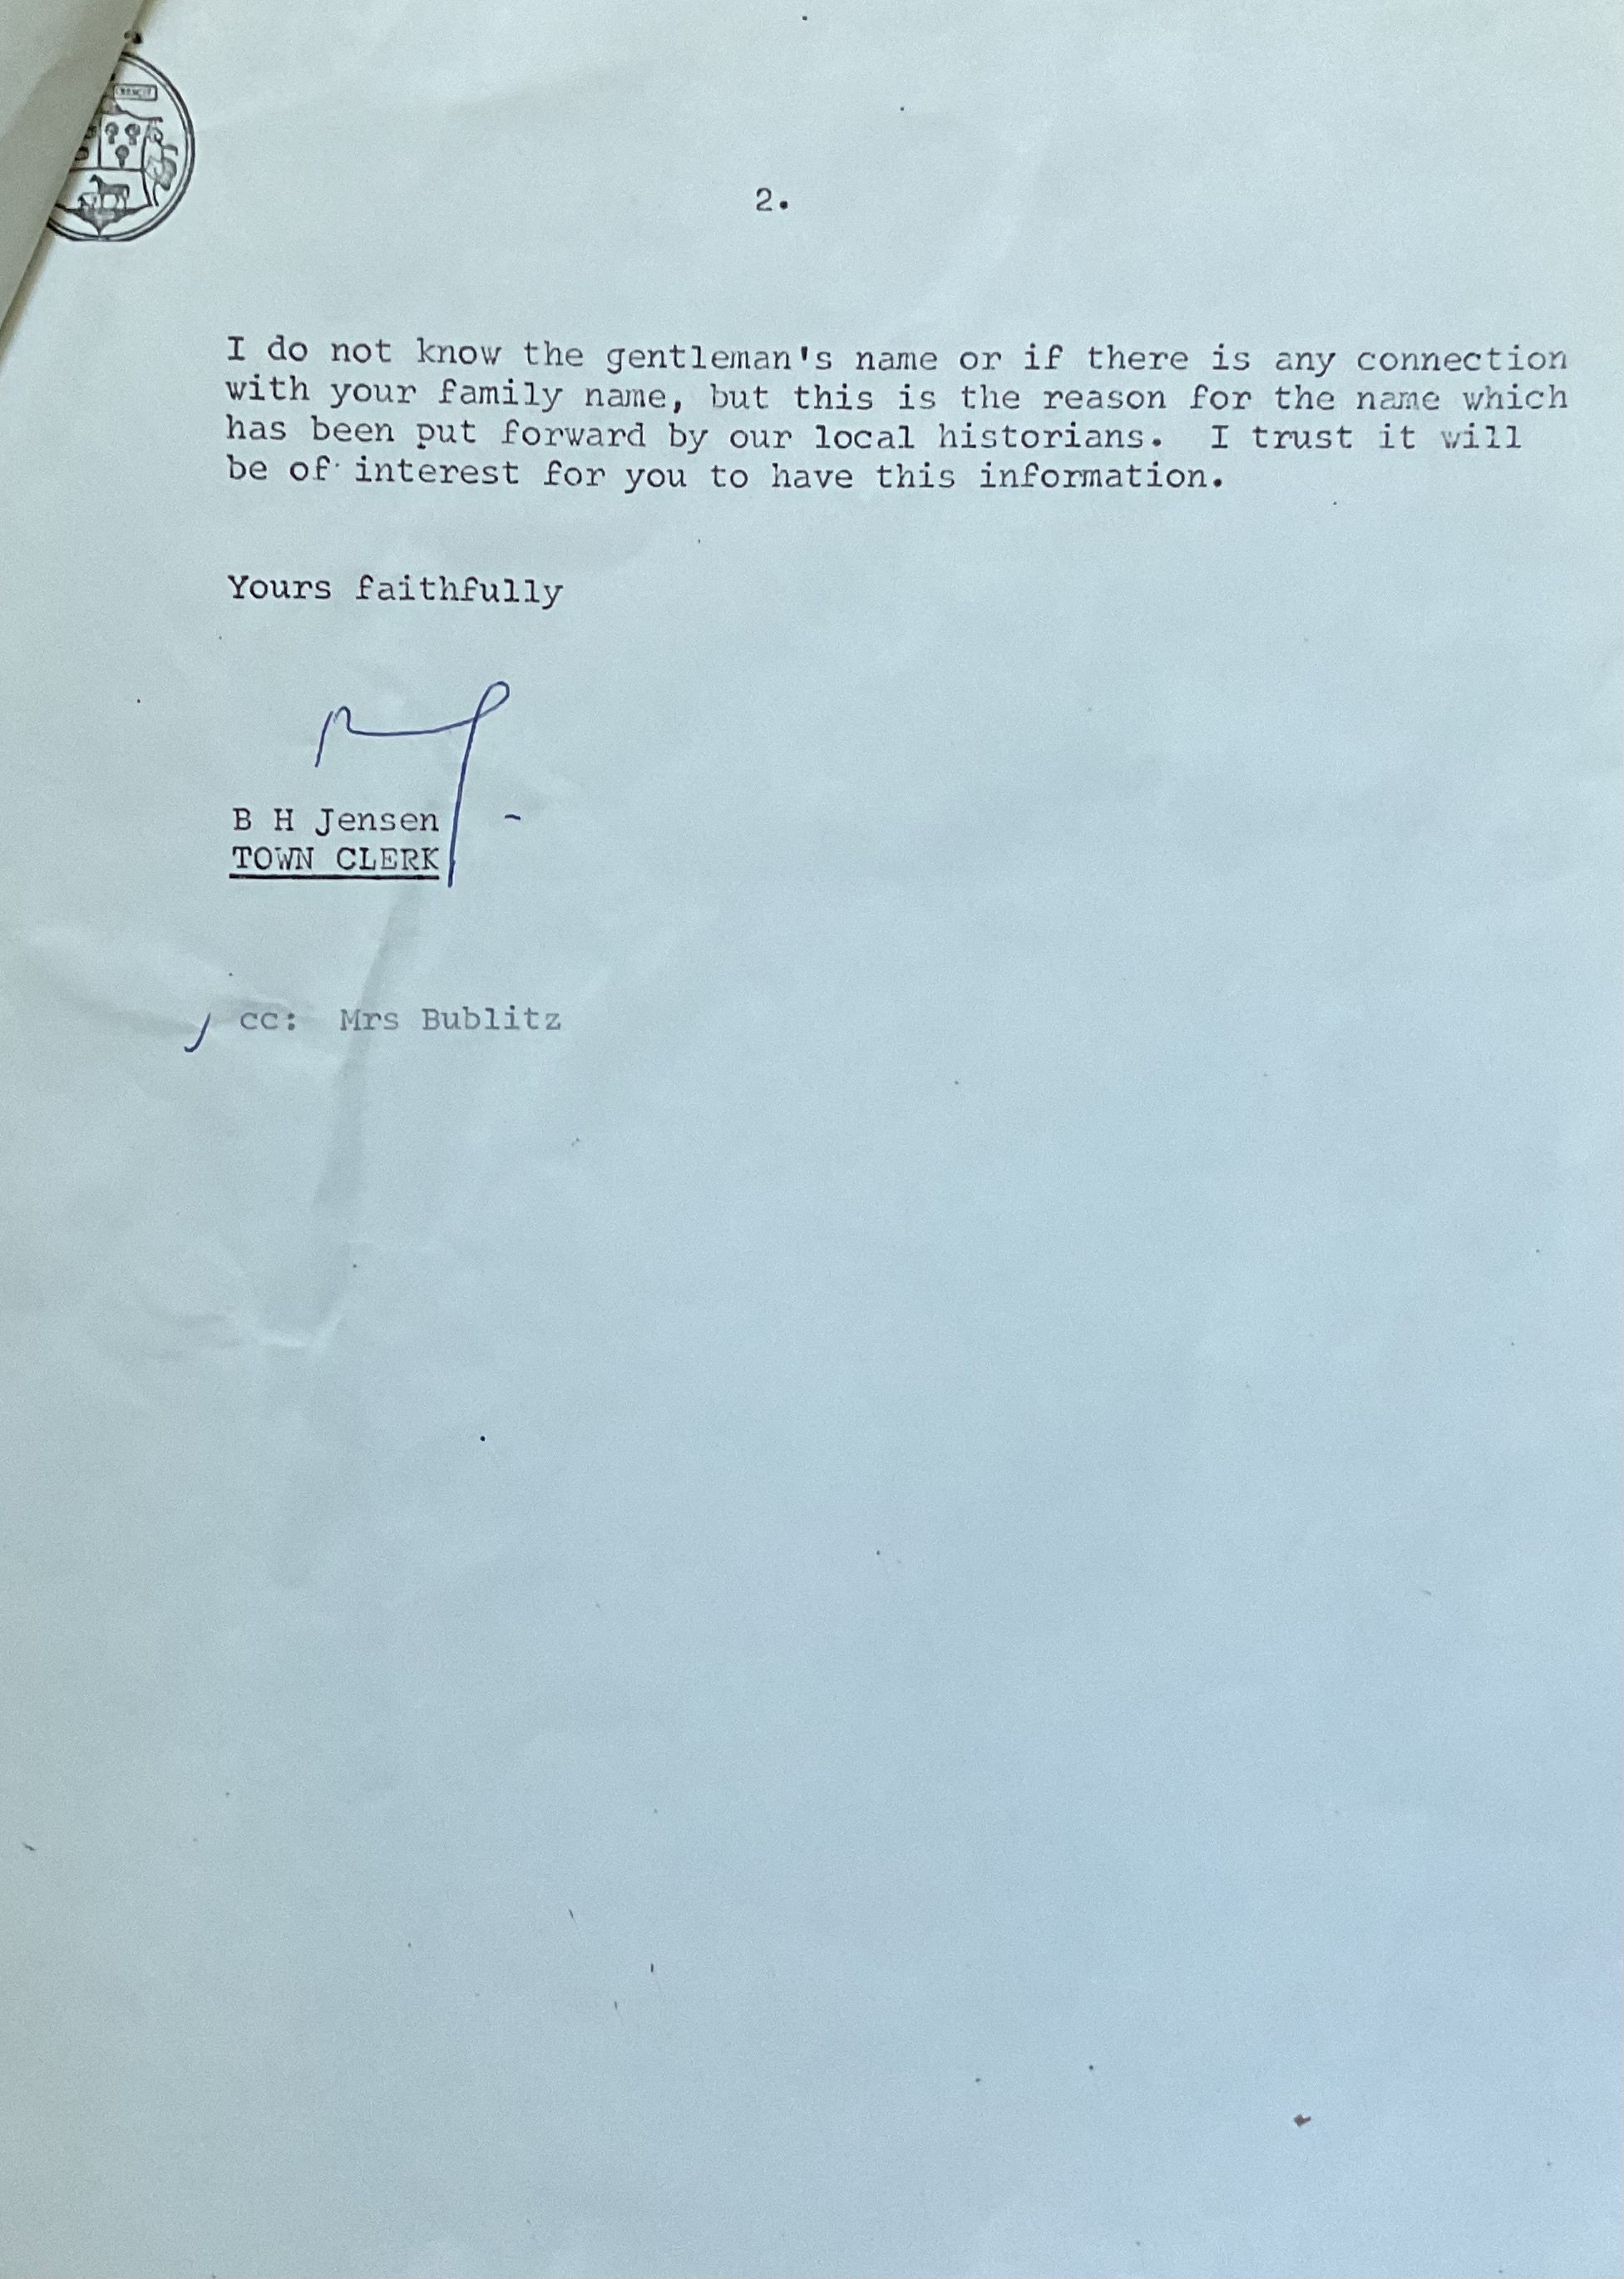 2.
I do not know the gentleman's name or if there is any connection
with your family name, but this is the reason for the name which
has been put forward by our local historians. I trust it will
be of interest for you to have this information.
Yours faithfully
B H Jensen
TOWN CLERK
cc: Mrs Bublitz